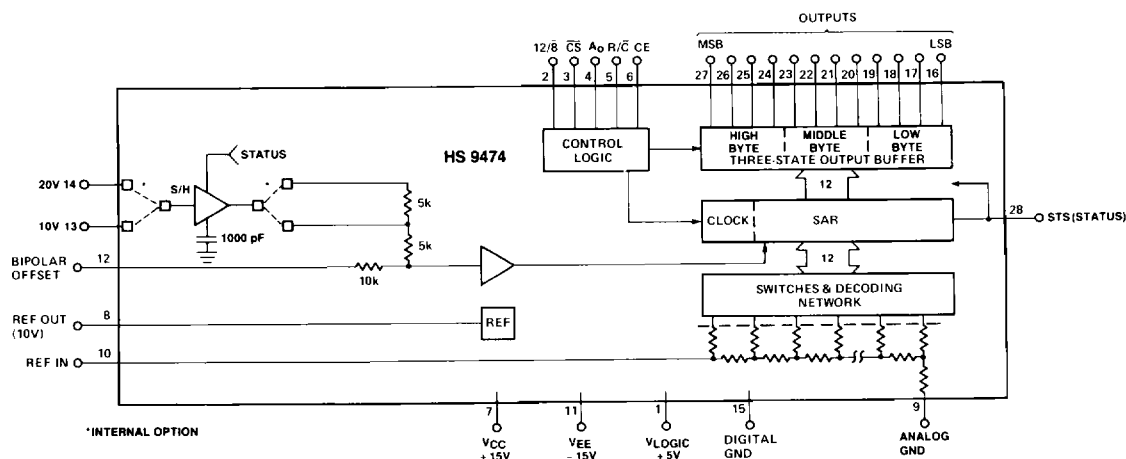 OUTPUTS
12/8̅ C̅S̅ Ao R/C̅ CE
MSB LSB
2 3 4 5 6
27 26 25 24 23 22 21 20 19 18 17 16
CONTROL
LOGIC
HIGH
BYTE
MIDDLE
BYTE
LOW
BYTE
THREE-STATE OUTPUT BUFFER
HS 9474
STATUS
20V 14
*
S/H
*
5k
12
10V 13
1000 pF
5k
CLOCK
SAR
28
STS (STATUS)
BIPOLAR
OFFSET
12
10k
12
SWITCHES & DECODING
NETWORK
REF OUT
(10V)
8
REF
REF IN
10
*INTERNAL OPTION
7
11
1
15
9
VCC
+15V
VEE
-15V
VLOGIC
+5V
DIGITAL
GND
ANALOG
GND